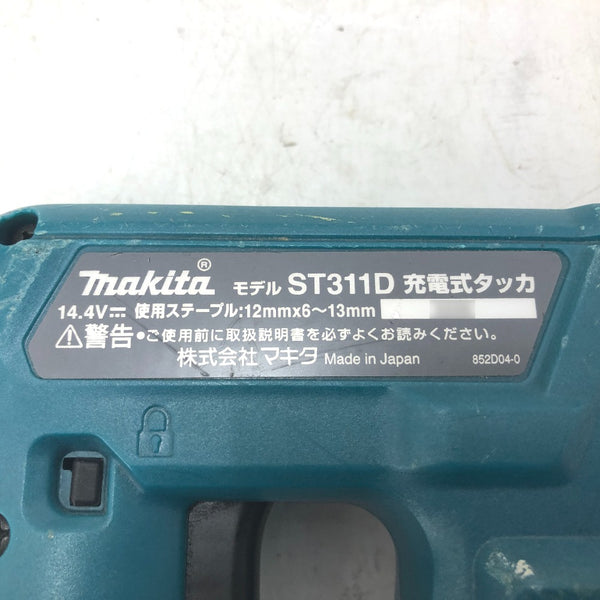 makita® モデル ST311D 充電式タッカ
14.4V⎓ 使用ステープル:12mmx6～13mm
⚠警告 ●ご使用前に取扱説明書を必ずよくお読みください。
株式会社マキタ Made in Japan 852D04-0